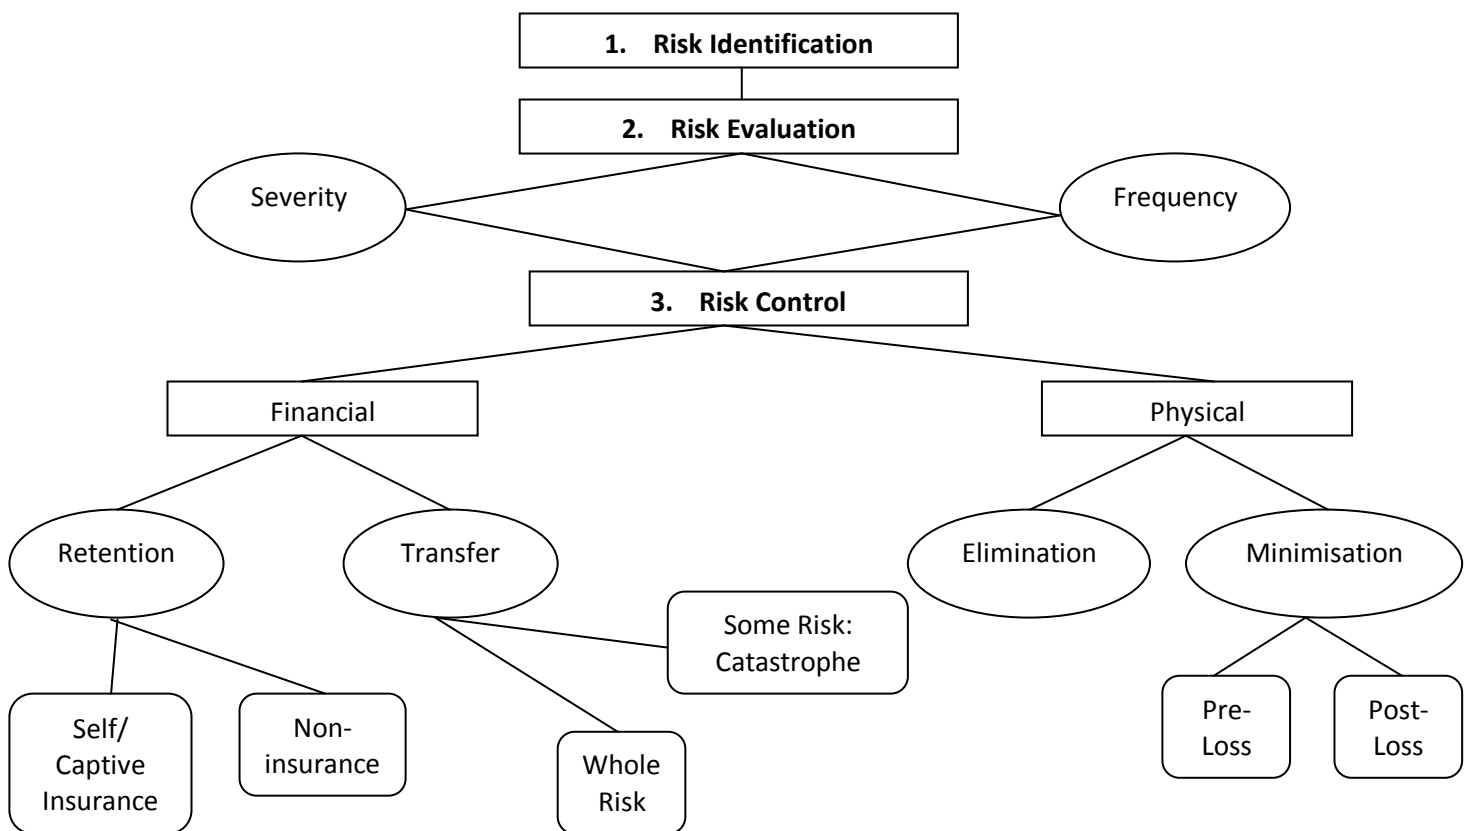 1. Risk Identification
2. Risk Evaluation
Severity
Frequency
3. Risk Control
Financial
Physical
Retention
Transfer
Elimination
Minimisation
Some Risk:
Catastrophe
Self/
Captive
Insurance
Non-
insurance
Whole
Risk
Pre-
Loss
Post-
Loss